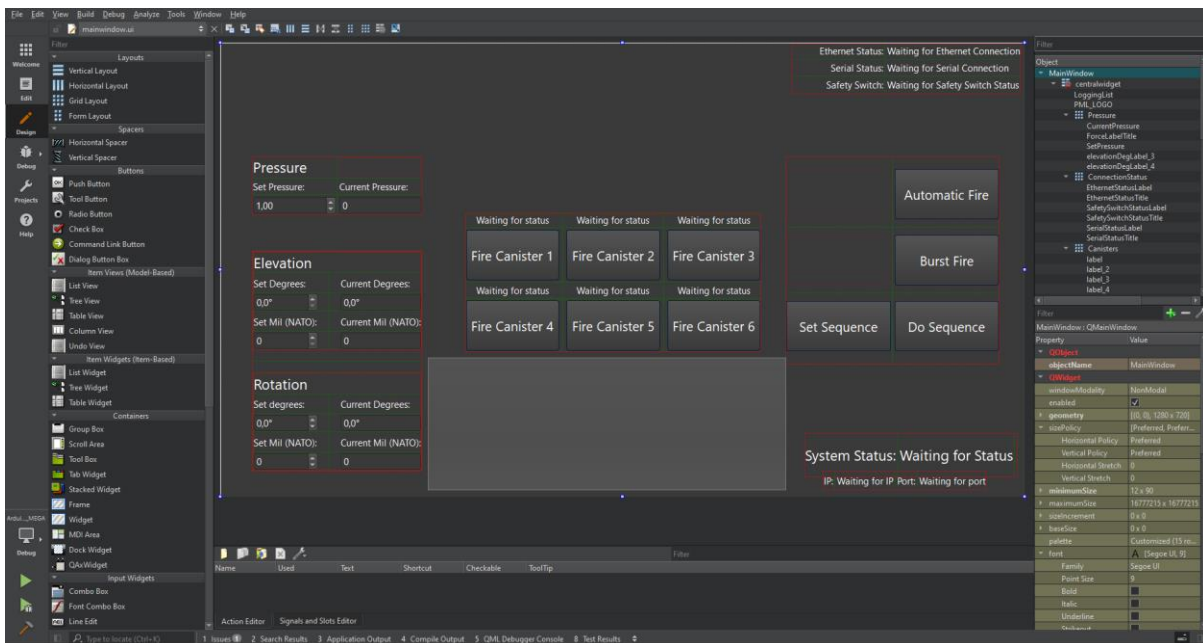 File Edit View Build Debug Analyze Tools Window Help
mainwindow.ui
Welcome
Edit
Design
Debug
Projects
Help
Debug
Filter
Layouts
Vertical Layout
Horizontal Layout
Grid Layout
Form Layout
Spacers
Horizontal Spacer
Vertical Spacer
Buttons
Push Button
Tool Button
Radio Button
Check Box
Command Link Button
Dialog Button Box
Item Views (Model-Based)
List View
Tree View
Table View
Column View
Undo View
Item Widgets (Item-Based)
List Widget
Tree Widget
Table Widget
Containers
Group Box
Scroll Area
Tool Box
Tab Widget
Stacked Widget
Frame
Widget
MDI Area
Dock Widget
QAxWidget
Input Widgets
Combo Box
Font Combo Box
Line Edit
Ethernet Status: Waiting for Ethernet Connection
Serial Status: Waiting for Serial Connection
Safety Switch: Waiting for Safety Switch Status
Pressure
Set Pressure: Current Pressure:
1,00 0
Elevation
Set Degrees: Current Degrees:
0,0° 0,0°
Set Mil (NATO): Current Mil (NATO):
0 0
Rotation
Set degrees: Current Degrees:
0,0° 0,0°
Set Mil (NATO): Current Mil (NATO):
0 0
Waiting for status Waiting for status Waiting for status
Fire Canister 1 Fire Canister 2 Fire Canister 3
Waiting for status Waiting for status Waiting for status
Fire Canister 4 Fire Canister 5 Fire Canister 6
Automatic Fire
Burst Fire
Set Sequence Do Sequence
System Status: Waiting for Status
IP: Waiting for IP Port: Waiting for port
Filter
Name Used Text Shortcut Checkable ToolTip
Action Editor Signals and Slots Editor
Filter
Object
MainWindow
centralwidget
LoggingList
PML_LOGO
Pressure
CurrentPressure
ForceLabelTitle
SetPressure
elevationDegLabel_3
elevationDegLabel_4
ConnectionStatus
EthernetStatusLabel
EthernetStatusTitle
SafetySwitchStatusLabel
SafetySwitchStatusTitle
SerialStatusLabel
SerialStatusTitle
Canisters
label
label_2
label_3
label_4
Filter
MainWindow : QMainWindow
Property Value
QObject
objectName MainWindow
QWidget
windowModality NonModal
enabled
geometry [(0, 0), 1280 x 720]
sizePolicy [Preferred, Preferr...
Horizontal Policy Preferred
Vertical Policy Preferred
Horizontal Stretch 0
Vertical Stretch 0
minimumSize 12 x 90
maximumSize 16777215 x 16777215
sizeIncrement 0 x 0
baseSize 0 x 0
palette Customized (15 ro...
font A [Segoe UI, 9]
Family Segoe UI
Point Size 9
Bold
Italic
Underline
Type to locate (Ctrl+K) 1 Issues 2 Search Results 3 Application Output 4 Compile Output 5 QML Debugger Console 8 Test Results